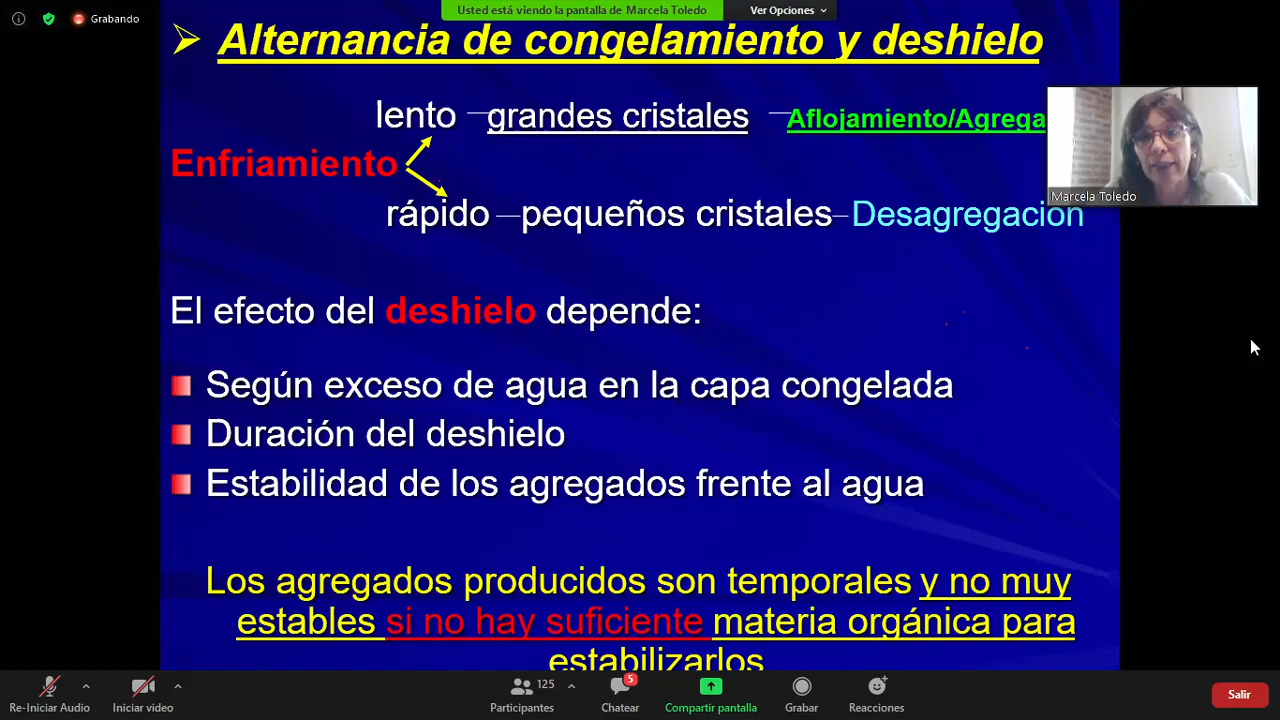 Grabando
Usted está viendo la pantalla de Marcela Toledo
Ver Opciones
Alternancia de congelamiento y deshielo
lento grandes cristales
Enfriamiento
Marcela Toledo
rápido pequeños cristales Desagregación
El efecto del deshielo depende:
Según exceso de agua en la capa congelada
Duración del deshielo
Estabilidad de los agregados frente al agua
Los agregados producidos son temporales y no muy
estables si no hay suficiente materia orgánica para
estabilizarlos
Re-Iniciar Audio
Iniciar video
125
Participantes
5
Chatear
Compartir pantalla
Grabar
Reacciones
Salir